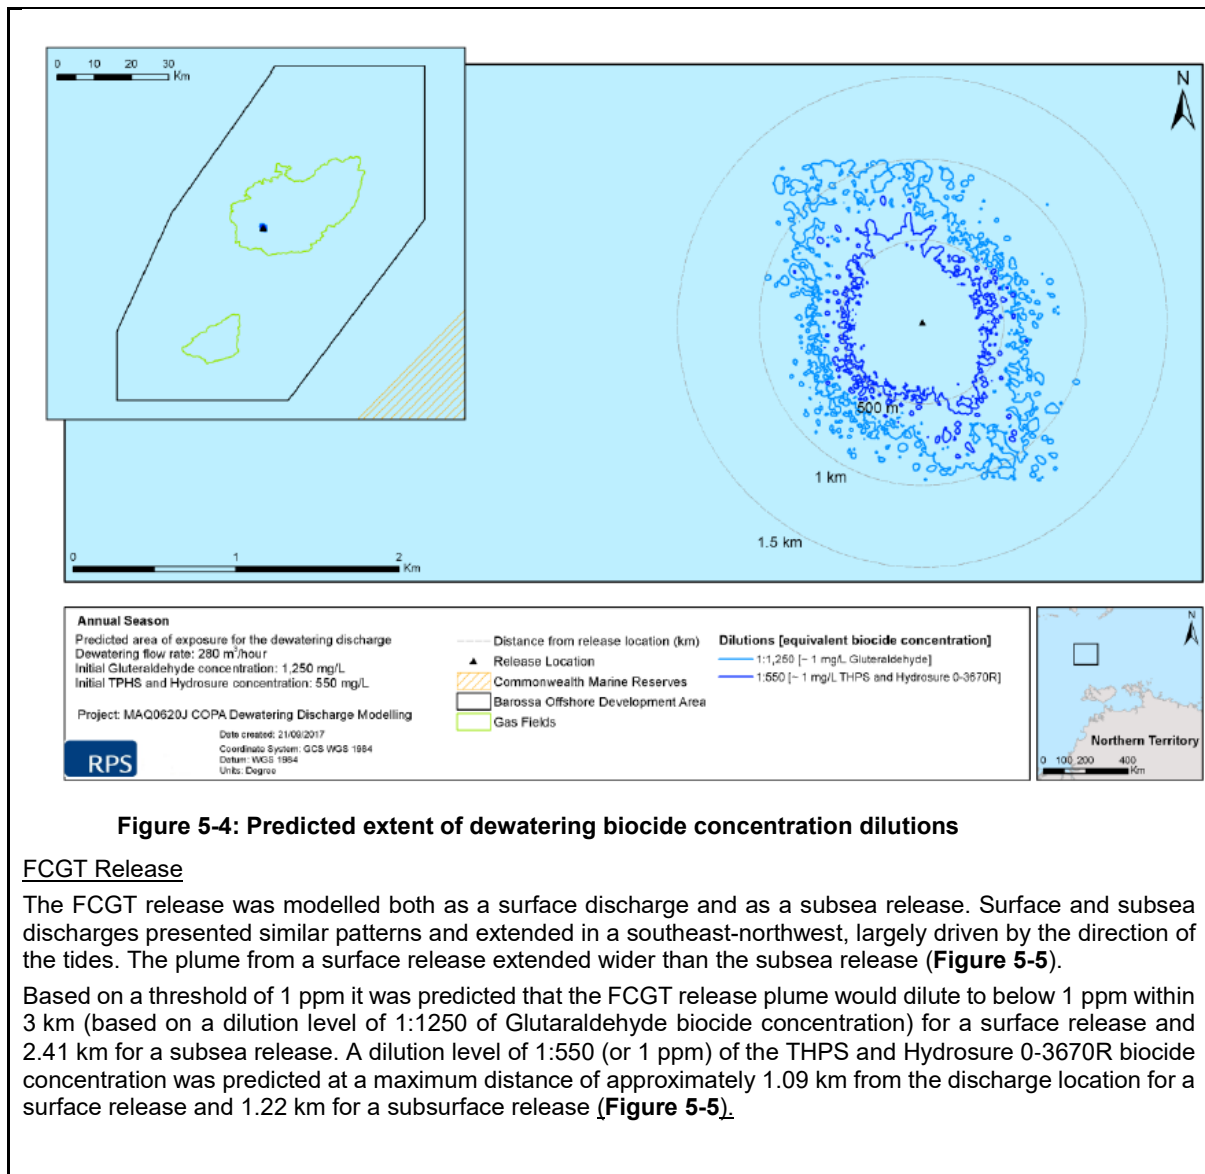 0 10 20 30
Km
N
500 m
1 km
1.5 km
0 1 2
Km
Annual Season
Predicted area of exposure for the dewatering discharge
Dewatering flow rate: 280 m³/hour
Initial Gluteraldehyde concentration: 1,250 mg/L
Initial TPHS and Hydrosure concentration: 550 mg/L
Project: MAQ0620J COPA Dewatering Discharge Modelling
Date created: 21/09/2017
Coordinate System: GCS WGS 1984
Datum: WGS 1984
Units: Degree
RPS
Distance from release location (km)
Release Location
Commonwealth Marine Reserves
Barossa Offshore Development Area
Gas Fields
Dilutions [equivalent biocide concentration]
1:1,250 [~ 1 mg/L Gluteraldehyde]
1:550 [~ 1 mg/L THPS and Hydrosure 0-3670R]
N
Northern Territory
0 100 200 400
Km
Figure 5-4: Predicted extent of dewatering biocide concentration dilutions
FCGT Release
The FCGT release was modelled both as a surface discharge and as a subsea release. Surface and subsea
discharges presented similar patterns and extended in a southeast-northwest, largely driven by the direction of
the tides. The plume from a surface release extended wider than the subsea release (Figure 5-5).
Based on a threshold of 1 ppm it was predicted that the FCGT release plume would dilute to below 1 ppm within
3 km (based on a dilution level of 1:1250 of Glutaraldehyde biocide concentration) for a surface release and
2.41 km for a subsea release. A dilution level of 1:550 (or 1 ppm) of the THPS and Hydrosure 0-3670R biocide
concentration was predicted at a maximum distance of approximately 1.09 km from the discharge location for a
surface release and 1.22 km for a subsurface release (Figure 5-5).